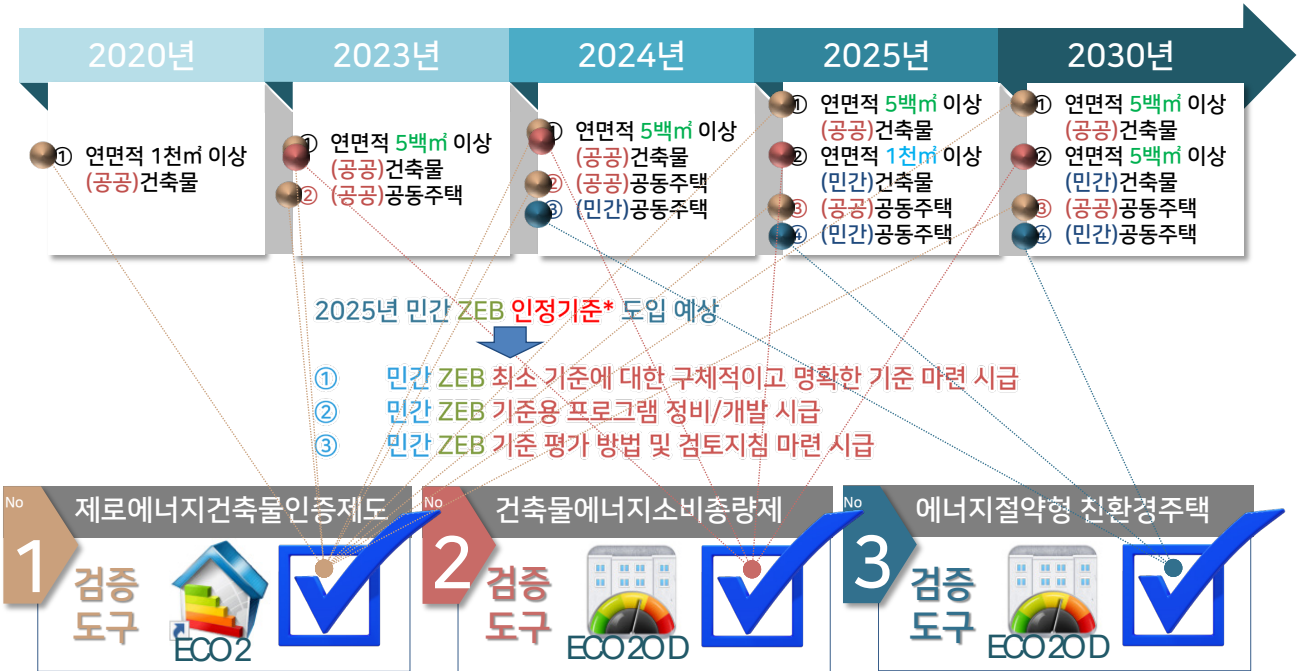 2020년
2023년
2024년
2025년
2030년
① 연면적 1천㎡ 이상
(공공)건축물
① 연면적 5백㎡ 이상
(공공)건축물
② (공공)공동주택
① 연면적 5백㎡ 이상
(공공)건축물
② (공공)공동주택
③ (민간)공동주택
① 연면적 5백㎡ 이상
(공공)건축물
② 연면적 1천㎡ 이상
(민간)건축물
③ (공공)공동주택
④ (민간)공동주택
① 연면적 5백㎡ 이상
(공공)건축물
② 연면적 5백㎡ 이상
(민간)건축물
③ (공공)공동주택
④ (민간)공동주택
2025년 민간 ZEB 인정기준* 도입 예상
① 민간 ZEB 최소 기준에 대한 구체적이고 명확한 기준 마련 시급
② 민간 ZEB 기준용 프로그램 정비/개발 시급
③ 민간 ZEB 기준 평가 방법 및 검토지침 마련 시급
No
1
제로에너지건축물인증제도
검증
도구
ECO2
No
2
건축물에너지소비총량제
검증
도구
ECO2OD
No
3
에너지절약형 친환경주택
검증
도구
ECO2OD